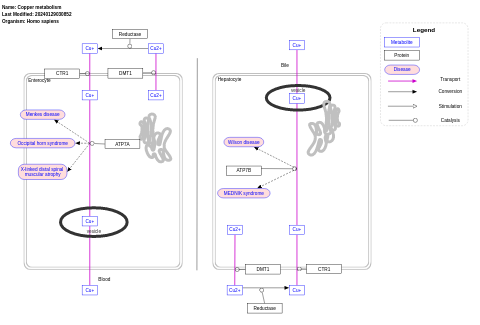 Name: Copper metabolism
Last Modified: 20240129030852
Organism: Homo sapiens
Reductase
Cu+
Cu2+
CTR1
DMT1
Enterocyte
Cu+
Cu2+
Menkes disease
Occipital horn syndrome
ATP7A
X-linked distal spinal
muscular atrophy
Cu+
vesicle
Blood
Cu+
Cu+
Bile
Hepatocyte
vesicle
Cu+
Wilson disease
ATP7B
MEDNIK syndrome
Cu2+
Cu+
DMT1
CTR1
Cu2+
Cu+
Reductase
Legend
Metabolite
Protein
Disease
Transport
Conversion
Stimulation
Catalysis